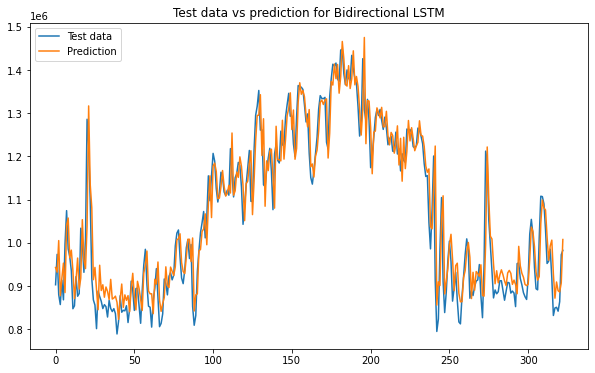 Test data vs prediction for Bidirectional LSTM
1e6
Test data
Prediction
1.5
1.4
1.3
1.2
1.1
1.0
0.9
0.8
0 50 100 150 200 250 300